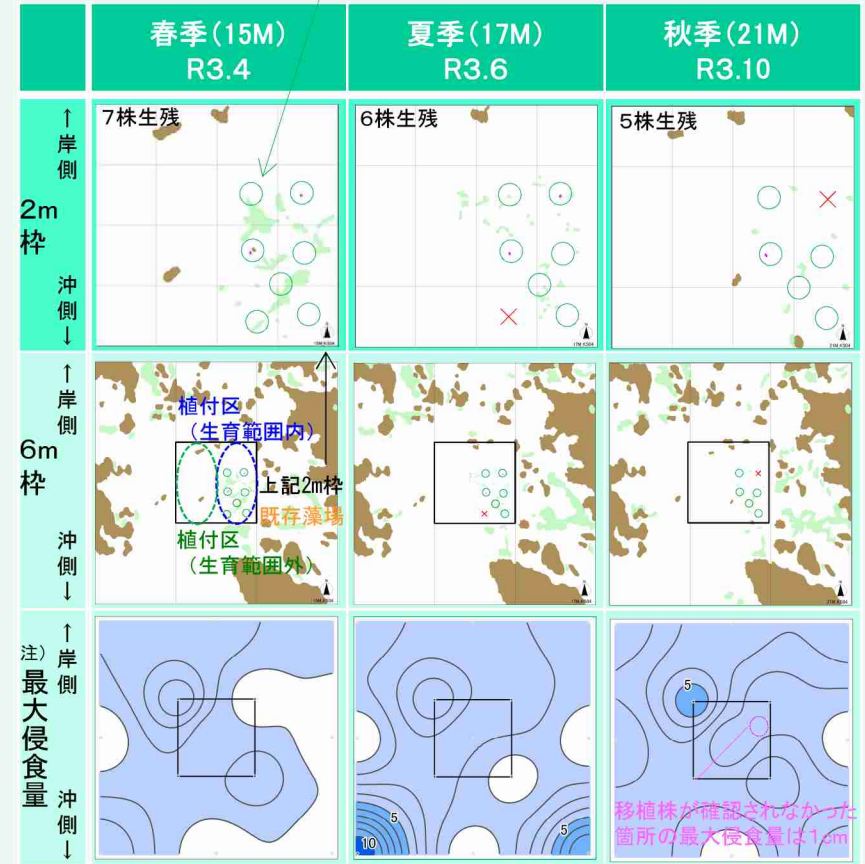 春季(15M)
R3.4
夏季(17M)
R3.6
秋季(21M)
R3.10
2m
枠
↑岸側
沖側↓
7株生残
6株生残
5株生残
6m
枠
↑岸側
沖側↓
植付区
(生育範囲内)
上記2m枠
既存藻場
植付区
(生育範囲外)
注)
最大侵食量
↑岸側
沖側↓
10
5
5
5
移植株が確認されなかった
箇所の最大侵食量は1cm